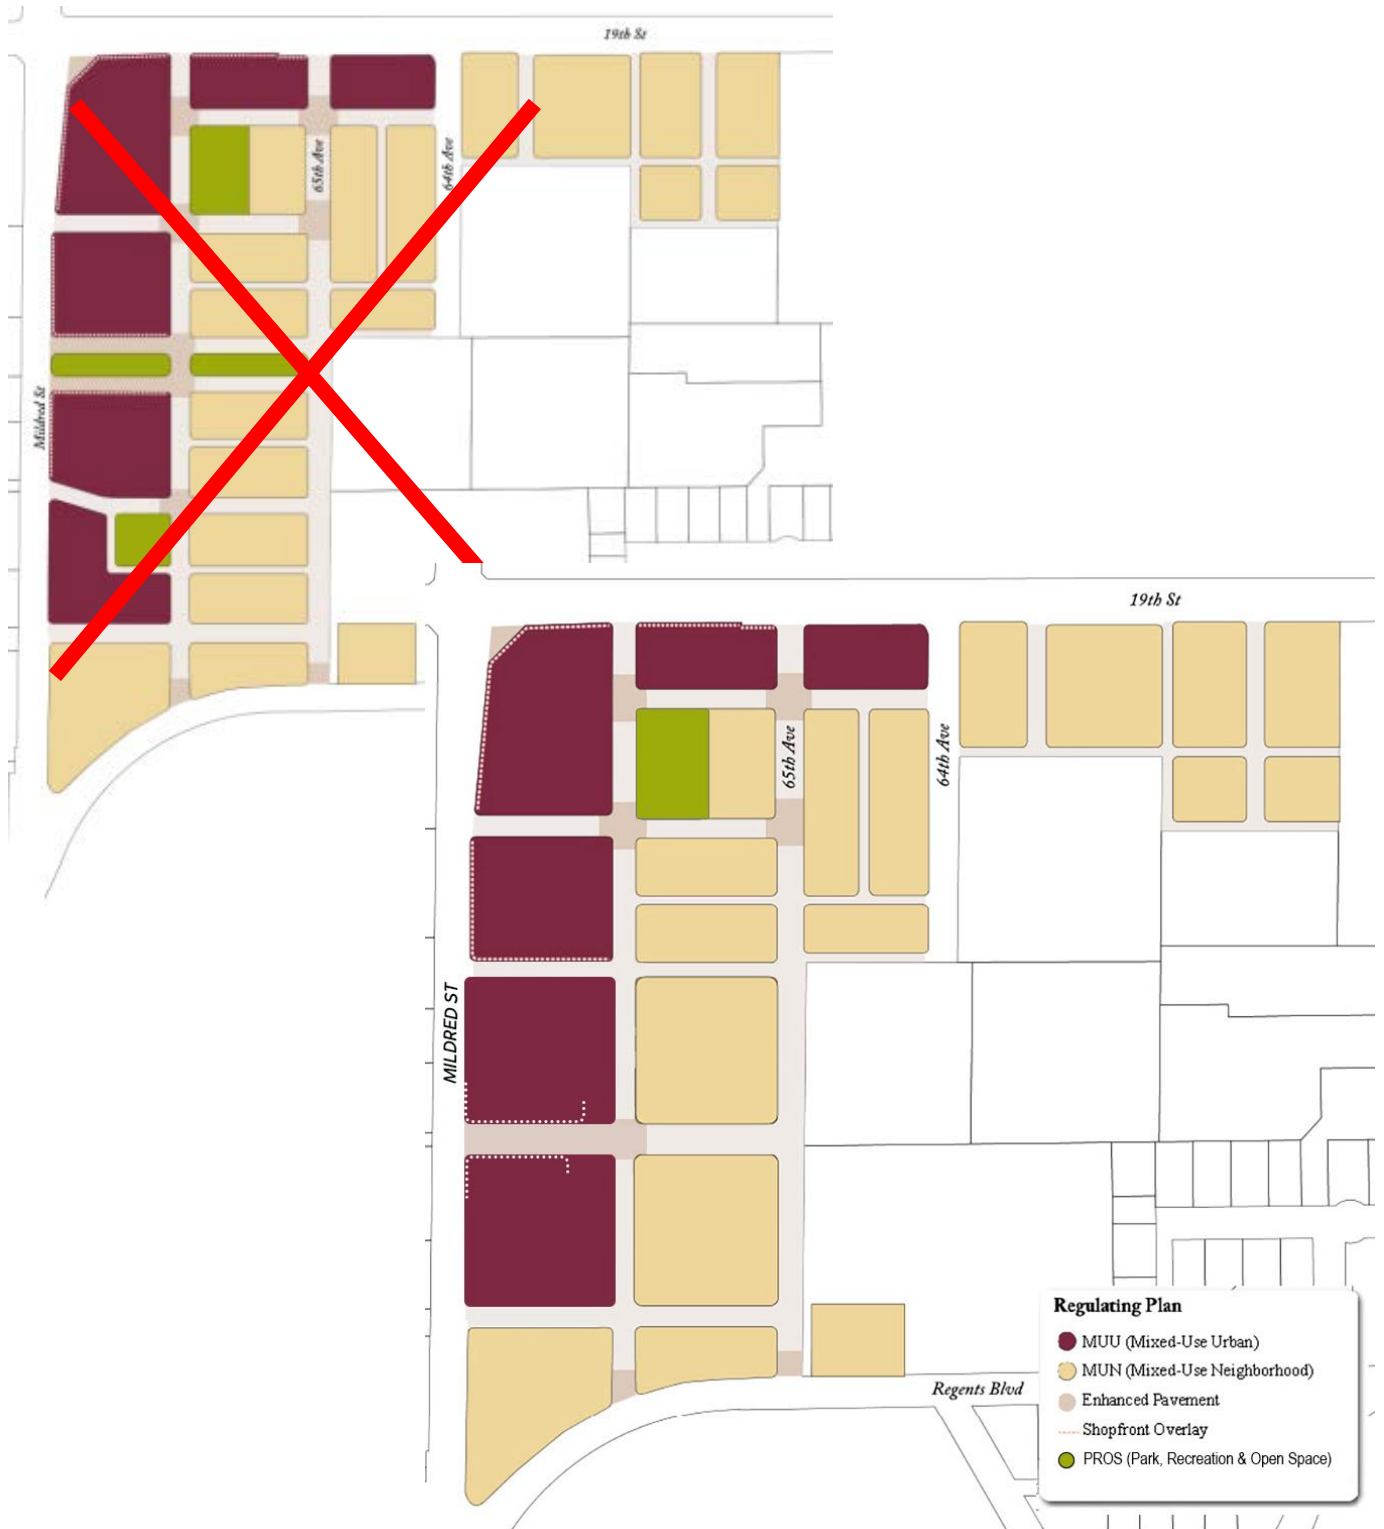 19th St
65th Ave
64th Ave
Mildred St
19th St
65th Ave
64th Ave
MILDRED ST
Regents Blvd
Regulating Plan
MUU (Mixed-Use Urban)
MUN (Mixed-Use Neighborhood)
Enhanced Pavement
Shopfront Overlay
PROS (Park, Recreation & Open Space)